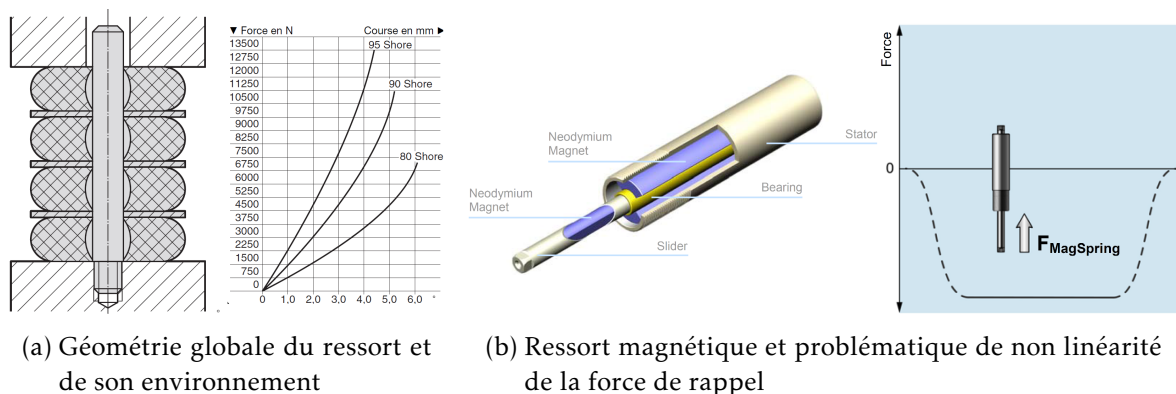 ▼ Force en N
Course en mm ▶
13500
12750
12000
11250
10500
9750
9000
8250
7500
6750
6000
5250
4500
3750
3000
2250
1500
750
0
95 Shore
90 Shore
80 Shore
0 1,0 2,0 3,0 4,0 5,0 6,0
Neodymium
Magnet
Stator
Neodymium
Magnet
Bearing
Slider
Force
0
F MagSpring
(a) Géométrie globale du ressort et
de son environnement
(b) Ressort magnétique et problématique de non linéarité
de la force de rappel